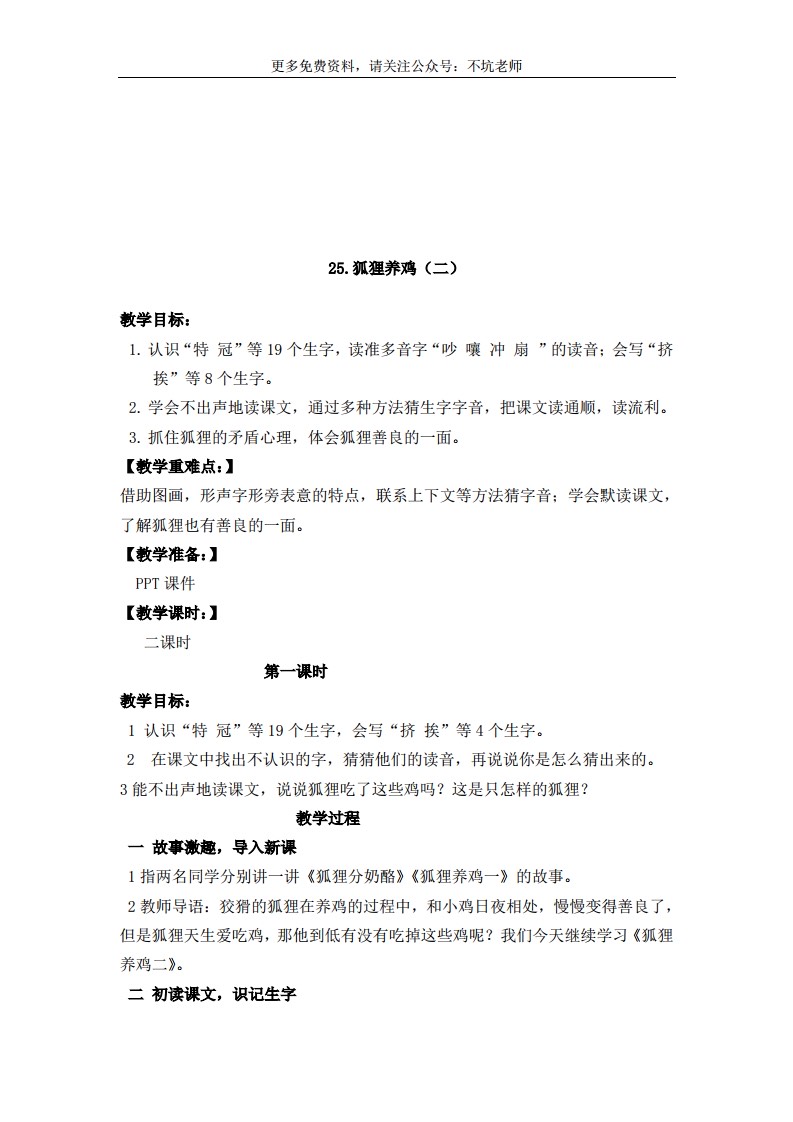 更多免费资料，请关注公众号：不坑老师
25.狐狸养鸡（二）
教学目标：
1. 认识“特 冠”等 19 个生字，读准多音字“吵 嚷 冲 扇 ”的读音；会写“挤
挨”等 8 个生字。
2. 学会不出声地读课文，通过多种方法猜生字字音，把课文读通顺，读流利。
3. 抓住狐狸的矛盾心理，体会狐狸善良的一面。
【教学重难点：】
借助图画，形声字形旁表意的特点，联系上下文等方法猜字音；学会默读课文，
了解狐狸也有善良的一面。
【教学准备：】
PPT 课件
【教学课时：】
二课时
第一课时
教学目标：
1 认识“特 冠”等 19 个生字，会写“挤 挨”等 4 个生字。
2 在课文中找出不认识的字，猜猜他们的读音，再说说你是怎么猜出来的。
3 能不出声地读课文，说说狐狸吃了这些鸡吗？这是只怎样的狐狸？
教学过程
一 故事激趣，导入新课
1 指两名同学分别讲一讲《狐狸分奶酪》《狐狸养鸡一》的故事。
2 教师导语：狡猾的狐狸在养鸡的过程中，和小鸡日夜相处，慢慢变得善良了，
但是狐狸天生爱吃鸡，那他到低有没有吃掉这些鸡呢？我们今天继续学习《狐狸
养鸡二》。
二 初读课文，识记生字